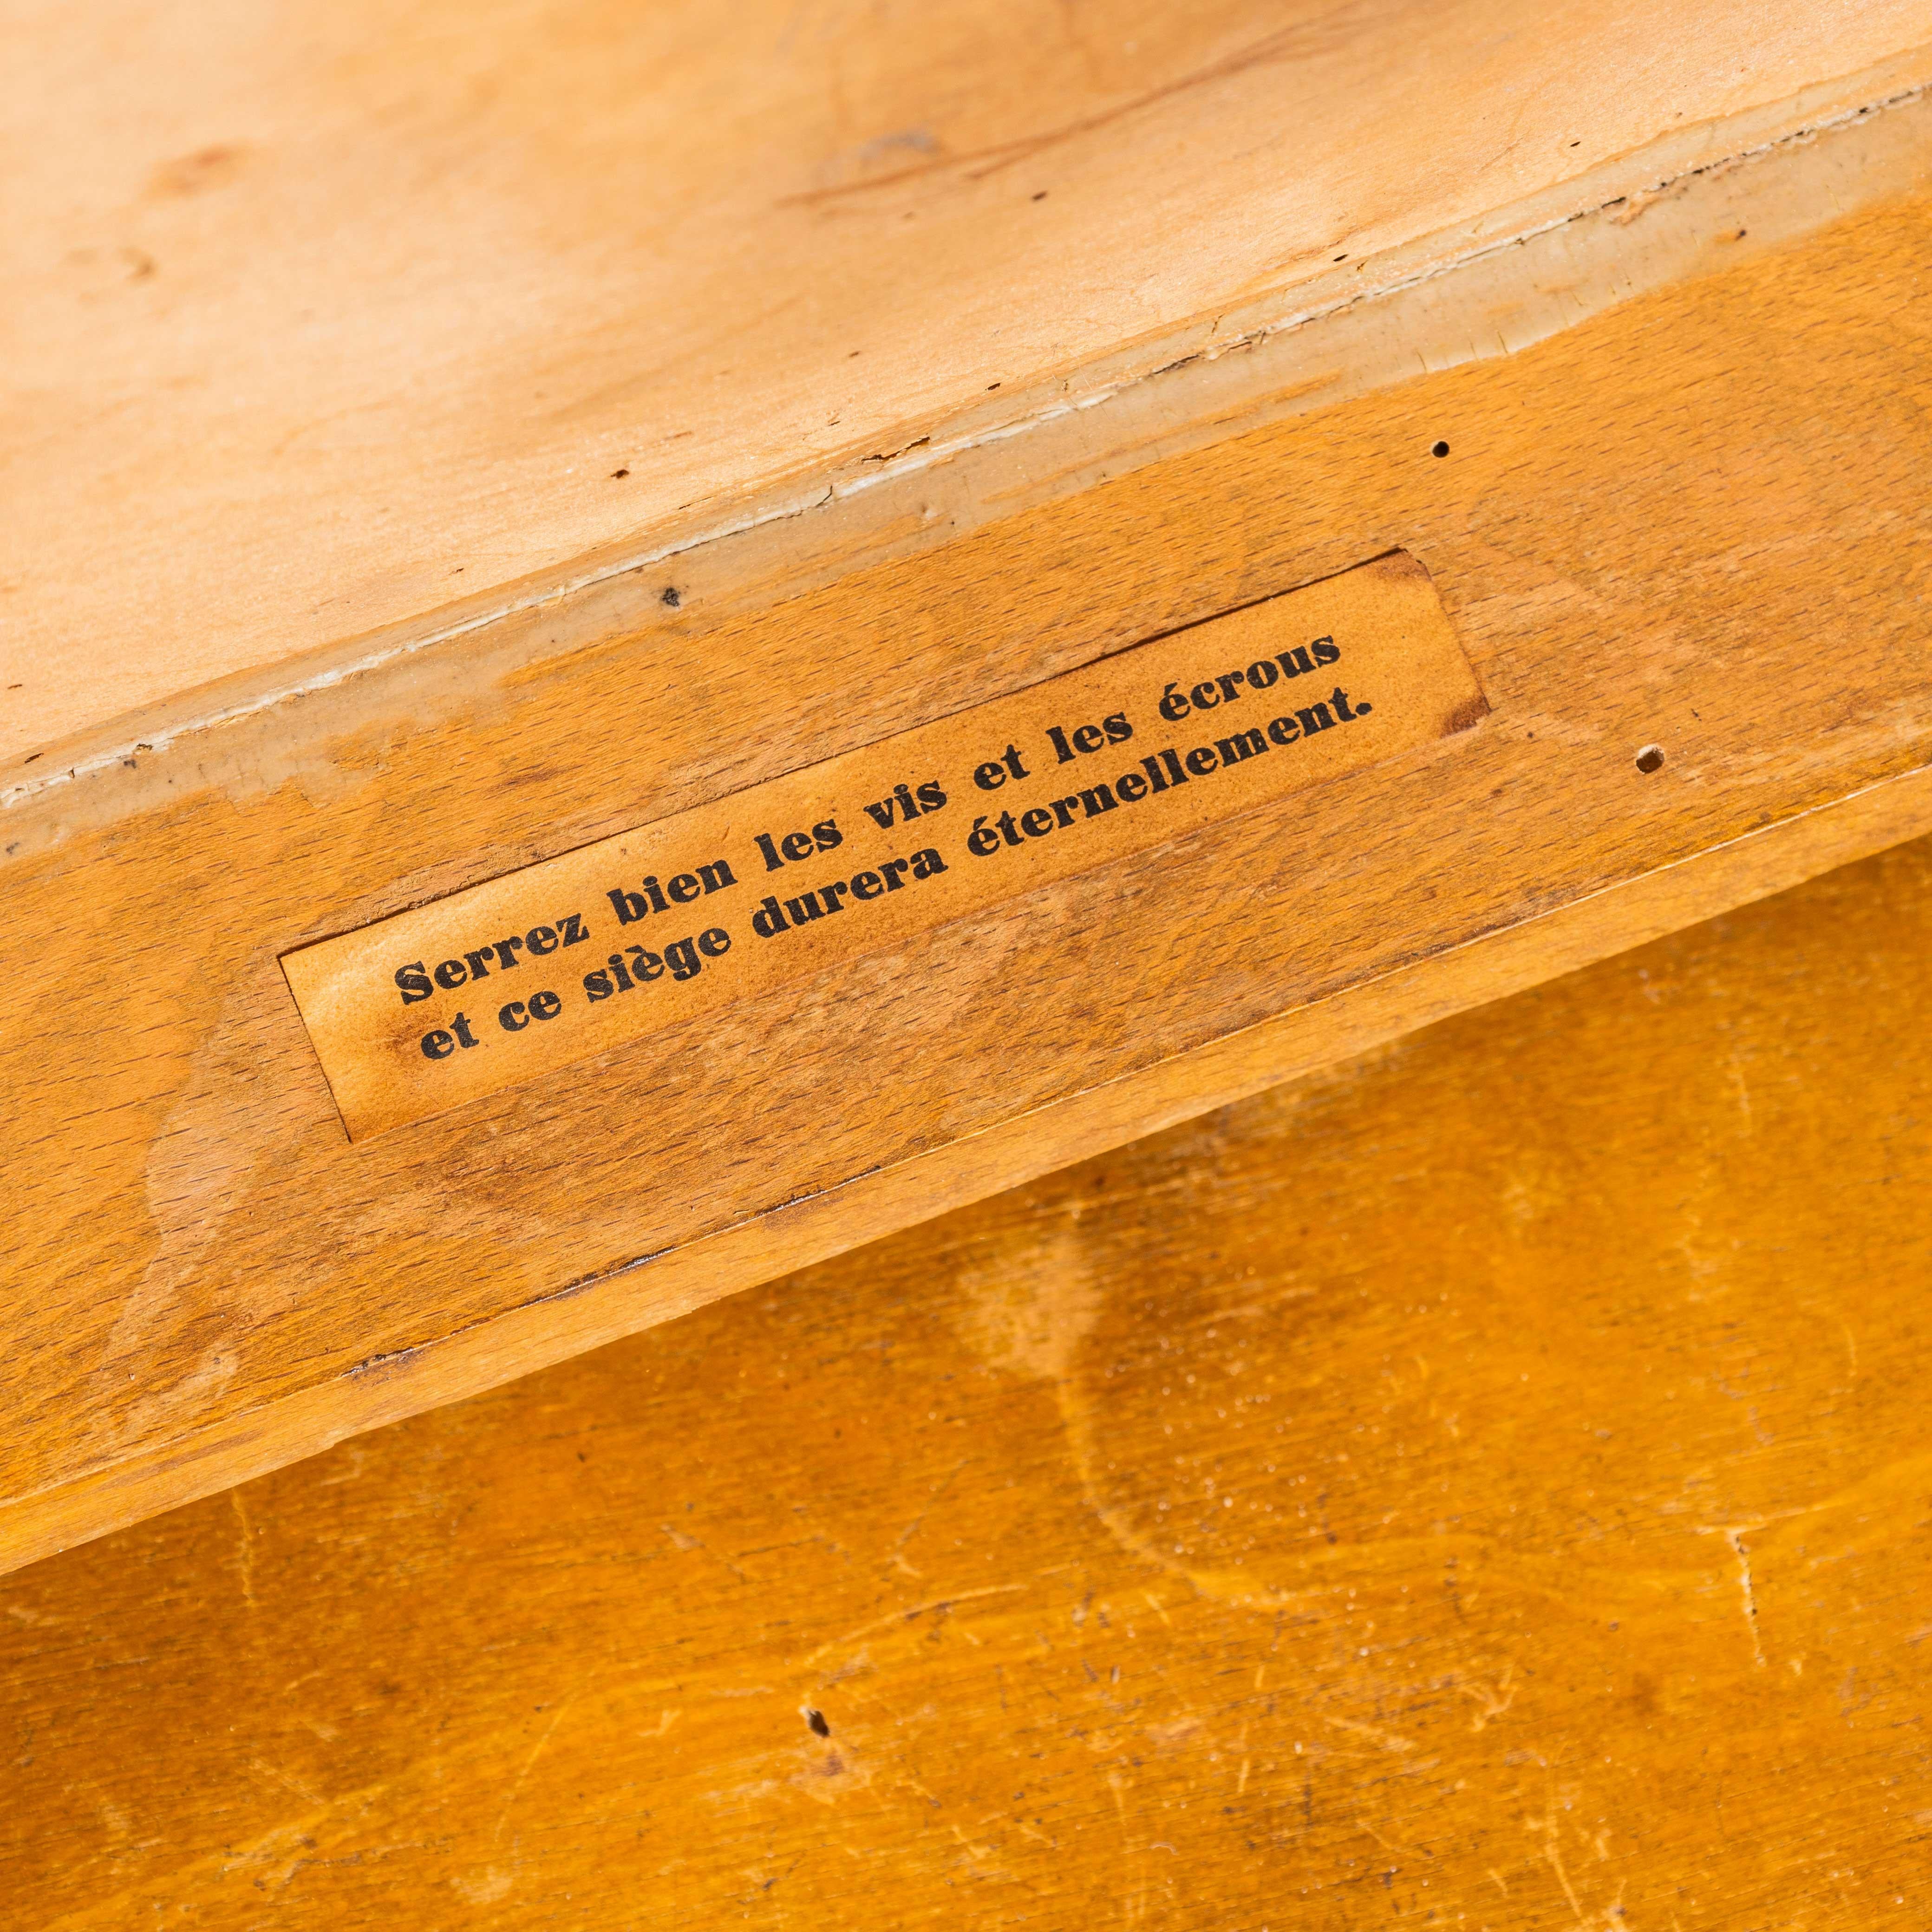 Serrez bien les vis et les écrous
et ce siège durera éternellement.